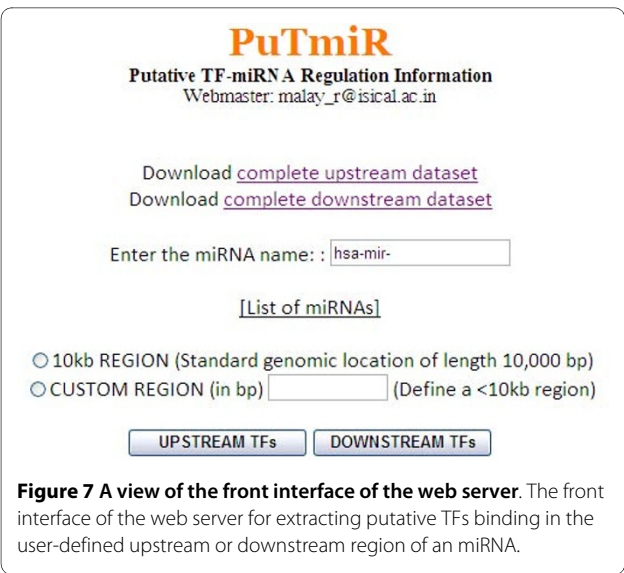 PuTmiR
Putative TF-miRNA Regulation Information
Webmaster: malay_r@isical.ac.in
Download complete upstream dataset
Download complete downstream dataset
Enter the miRNA name: : hsa-mir-
[List of miRNAs]
10kb REGION (Standard genomic location of length 10,000 bp)
CUSTOM REGION (in bp) (Define a <10kb region)
UPSTREAM TFs DOWNSTREAM TFs
Figure 7 A view of the front interface of the web server. The front
interface of the web server for extracting putative TFs binding in the
user-defined upstream or downstream region of an miRNA.